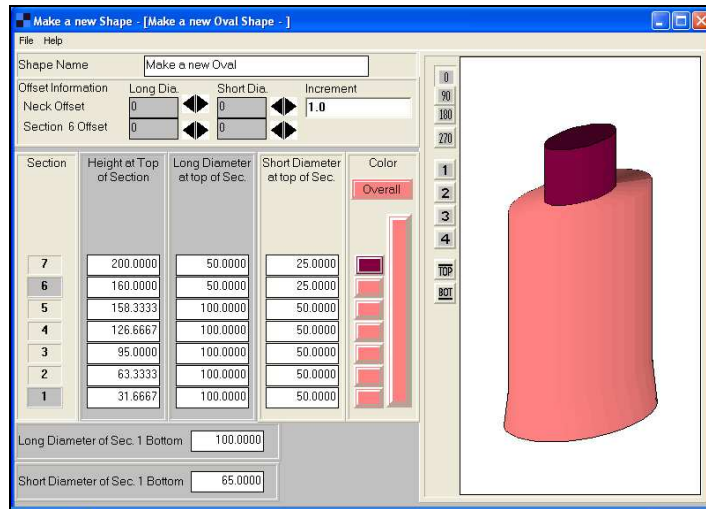 Make a new Shape - [Make a new Oval Shape - ]
File Help
Shape Name Make a new Oval
Offset Information Long Dia. Short Dia. Increment
Neck Offset 0 0 1.0
Section 6 Offset 0 0
Section Height at Top of Section Long Diameter at top of Sec. Short Diameter at top of Sec. Color
Overall
7 200.0000 50.0000 25.0000
6 160.0000 50.0000 25.0000
5 158.3333 100.0000 50.0000
4 126.6667 100.0000 50.0000
3 95.0000 100.0000 50.0000
2 63.3333 100.0000 50.0000
1 31.6667 100.0000 50.0000
Long Diameter of Sec. 1 Bottom 100.0000
Short Diameter of Sec. 1 Bottom 65.0000
0
90
180
270
1
2
3
4
TOP
BOT